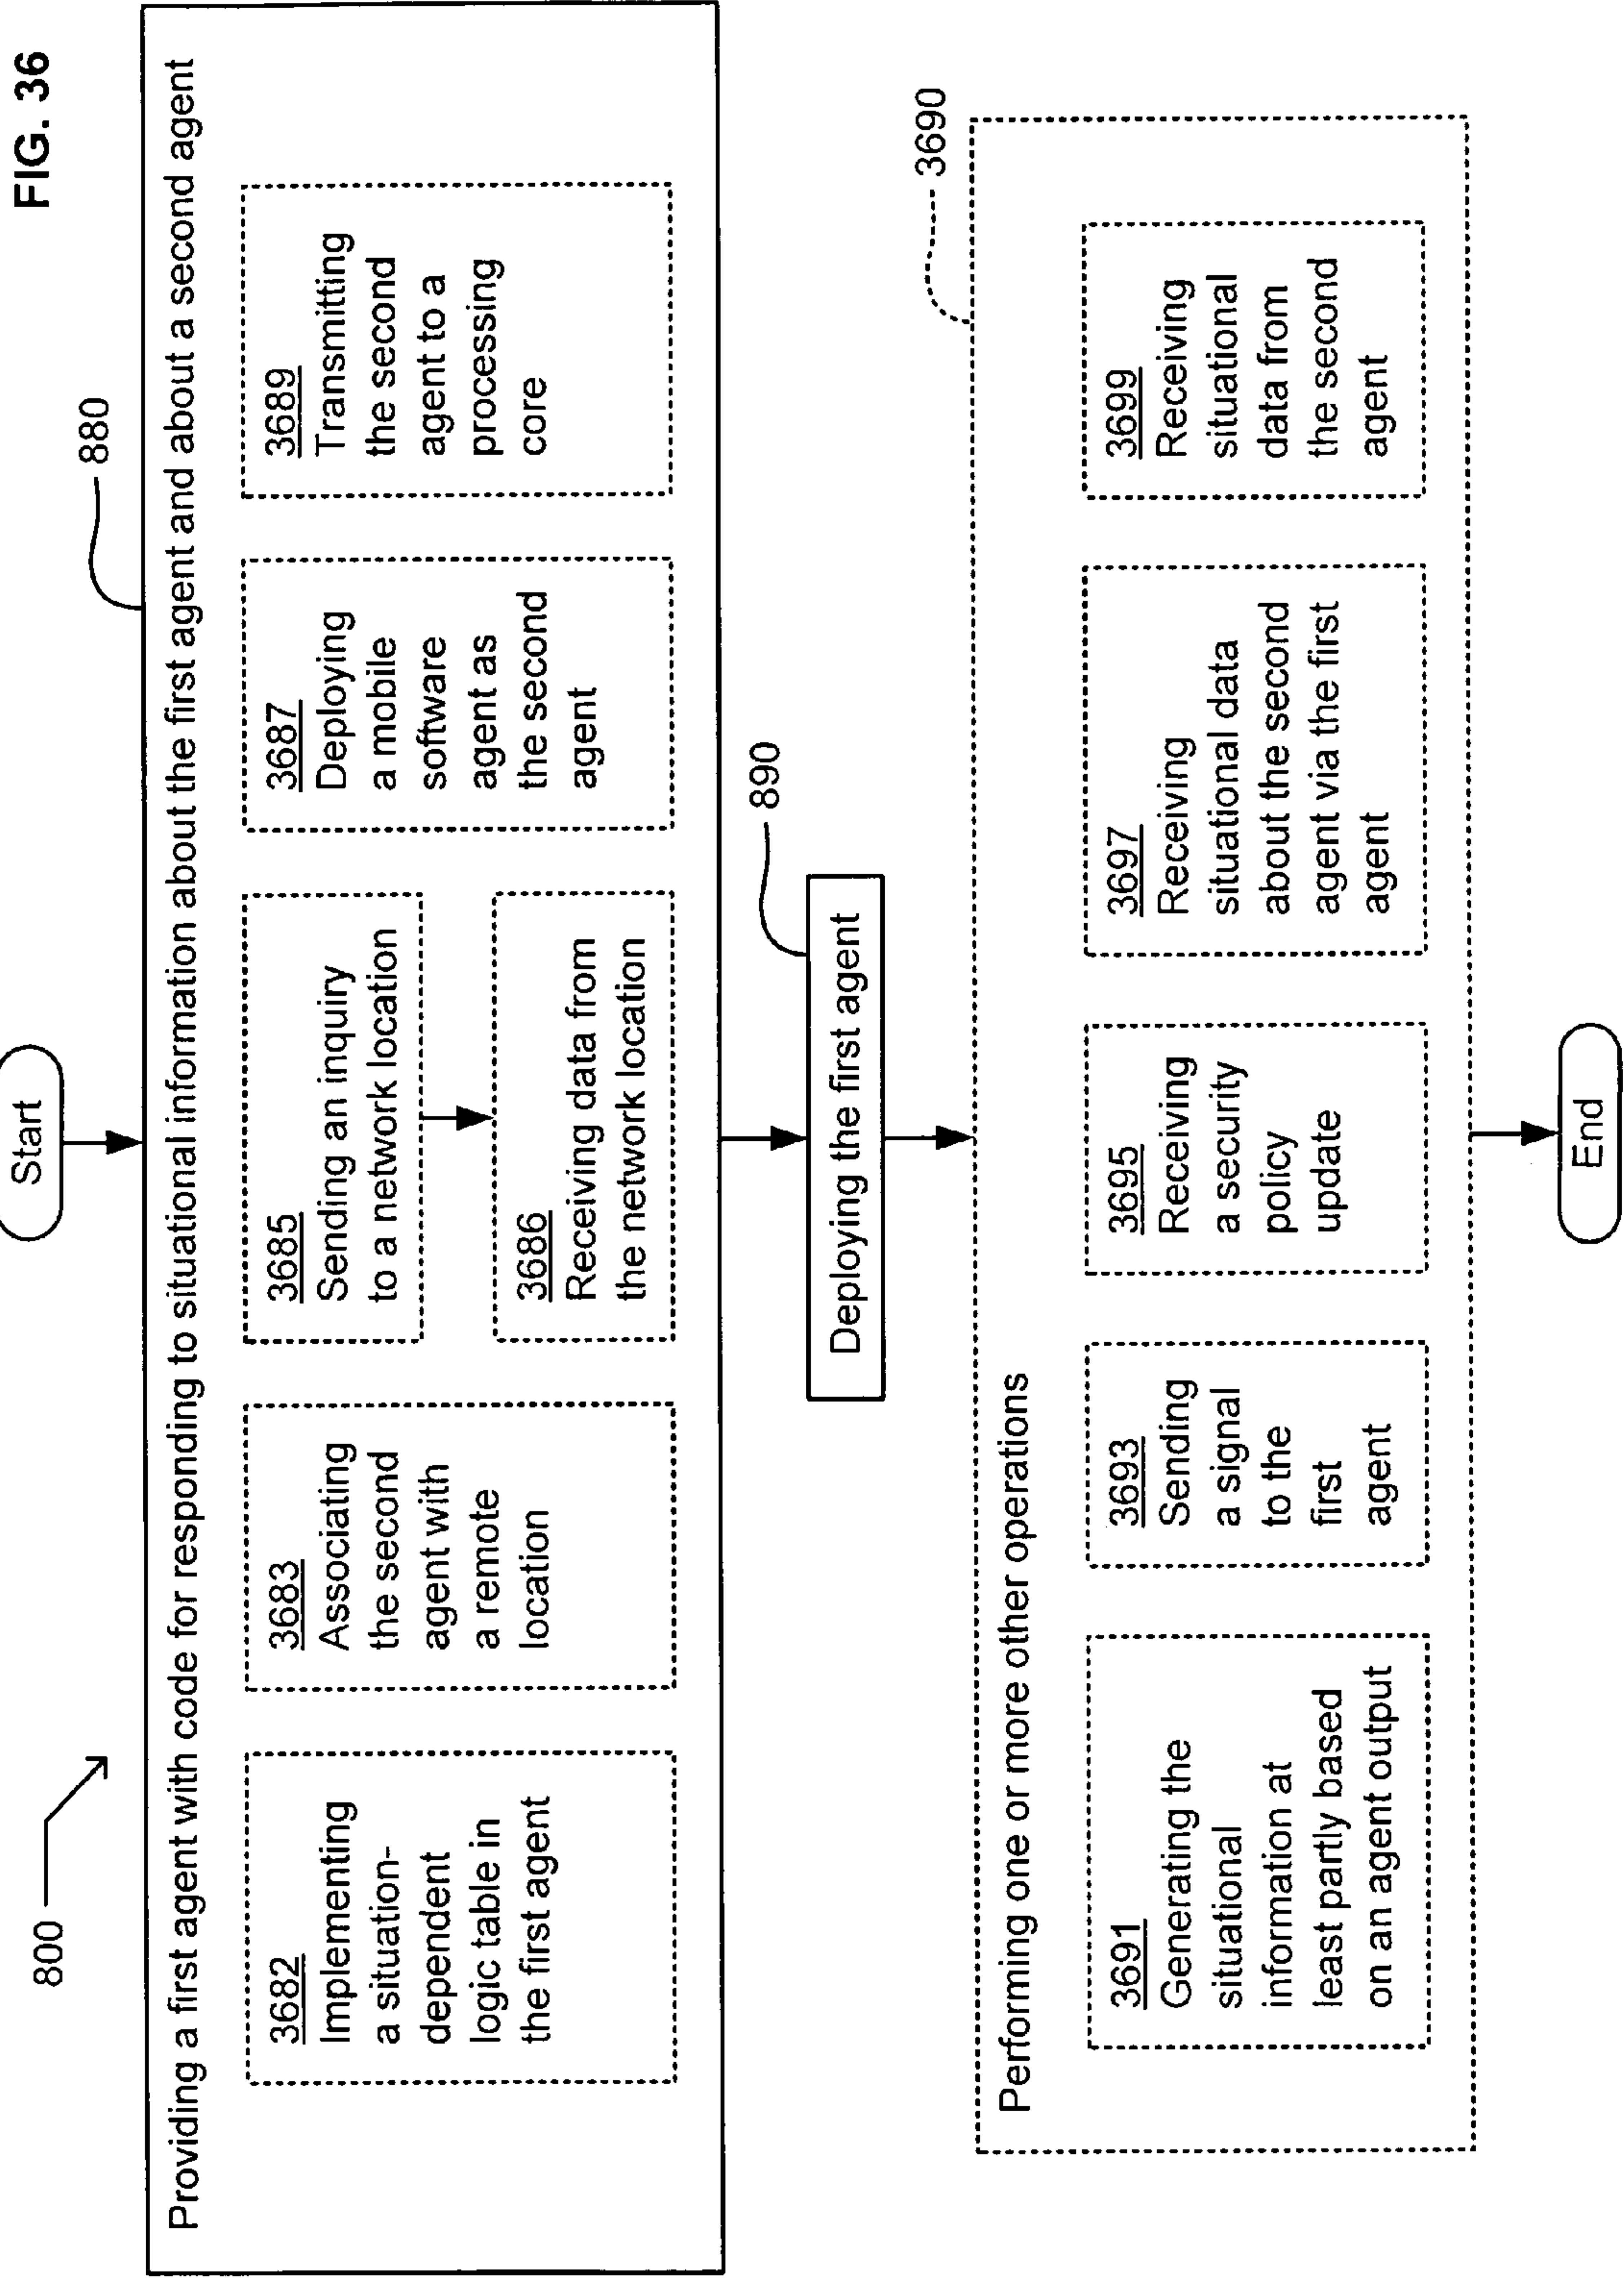 FIG. 36
800
Start
880
Providing a first agent with code for responding to situational information about the first agent and about a second agent
3682
Implementing
a situation-
dependent
logic table in
the first agent
3683
Associating
the second
agent with
a remote
location
3685
Sending an inquiry
to a network location
3686
Receiving data from
the network location
3687
Deploying
a mobile
software
agent as
the second
agent
3689
Transmitting
the second
agent to a
processing
core
890
Deploying the first agent
3690
Performing one or more other operations
3691
Generating the
situational
information at
least partly based
on an agent output
3693
Sending
a signal
to the
first
agent
3695
Receiving
a security
policy
update
3697
Receiving
situational data
about the second
agent via the first
agent
3699
Receiving
situational
data from
the second
agent
End